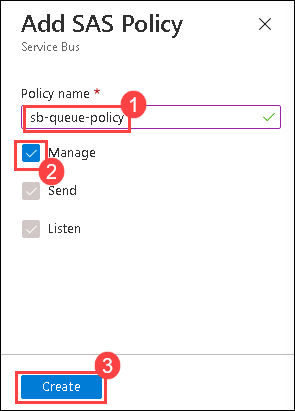 Add SAS Policy
Service Bus
Policy name *
1
sb-queue-policy
Manage
2
Send
Listen
3
Create